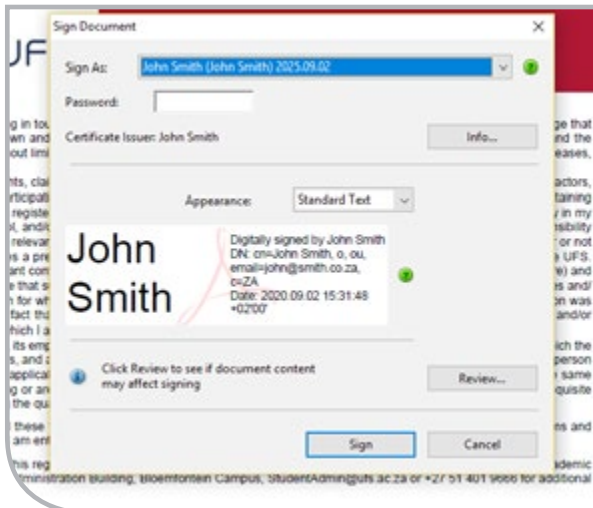 Sign Document
UFS
Sign As:
John Smith (John Smith) 2025.09.02
Password:
Certificate Issuer: John Smith
Info...
Appearance:
Standard Text
John
Smith
Digitally signed by John Smith
DN: cn=John Smith, o, ou,
email=john@smith.co.za,
c=ZA
Date: 2020.09.02 15:31:48
+02'00'
Click Review to see if document content
may affect signing
Review...
Sign
Cancel
ministration Building, Bloemfontein Campus, StudentAdmin@ufs.ac.za or +27 51 401 9666 for additional